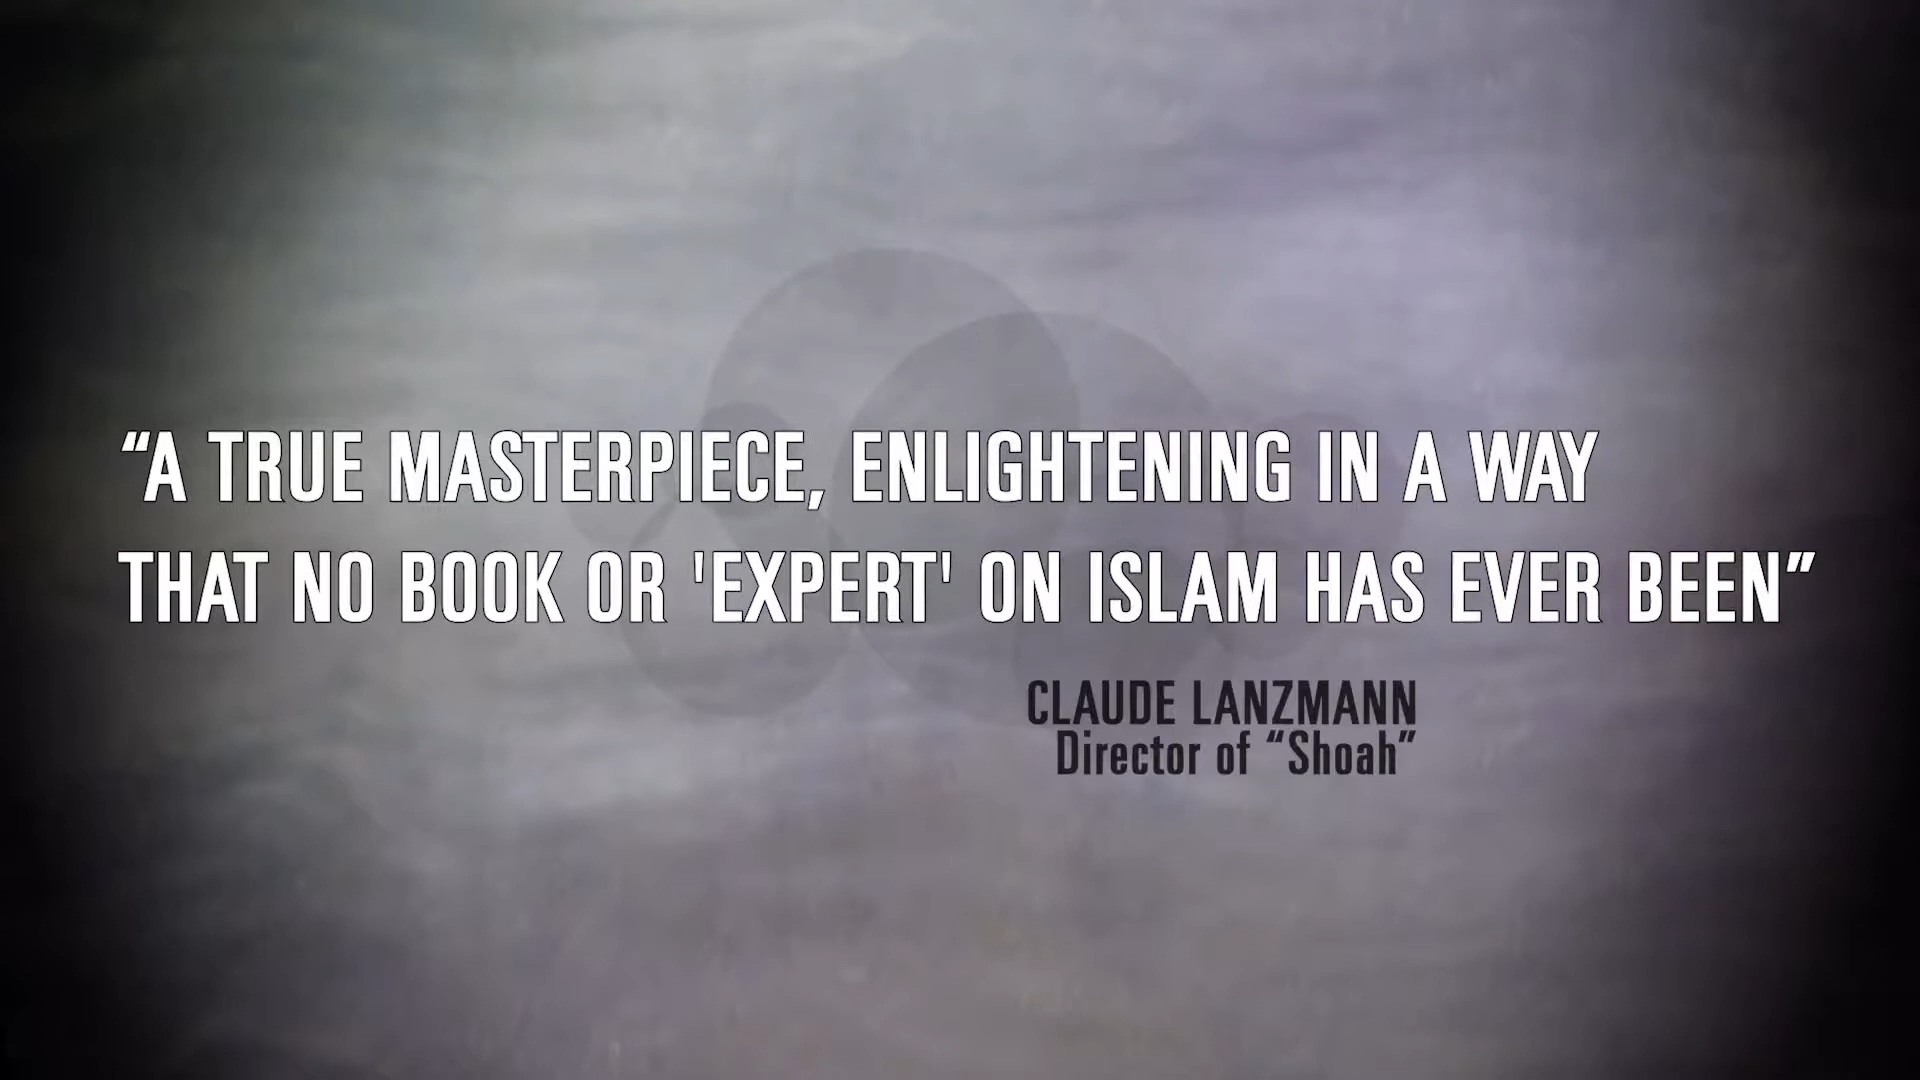 “A TRUE MASTERPIECE, ENLIGHTENING IN A WAY
THAT NO BOOK OR 'EXPERT' ON ISLAM HAS EVER BEEN”
CLAUDE LANZMANN
Director of “Shoah”